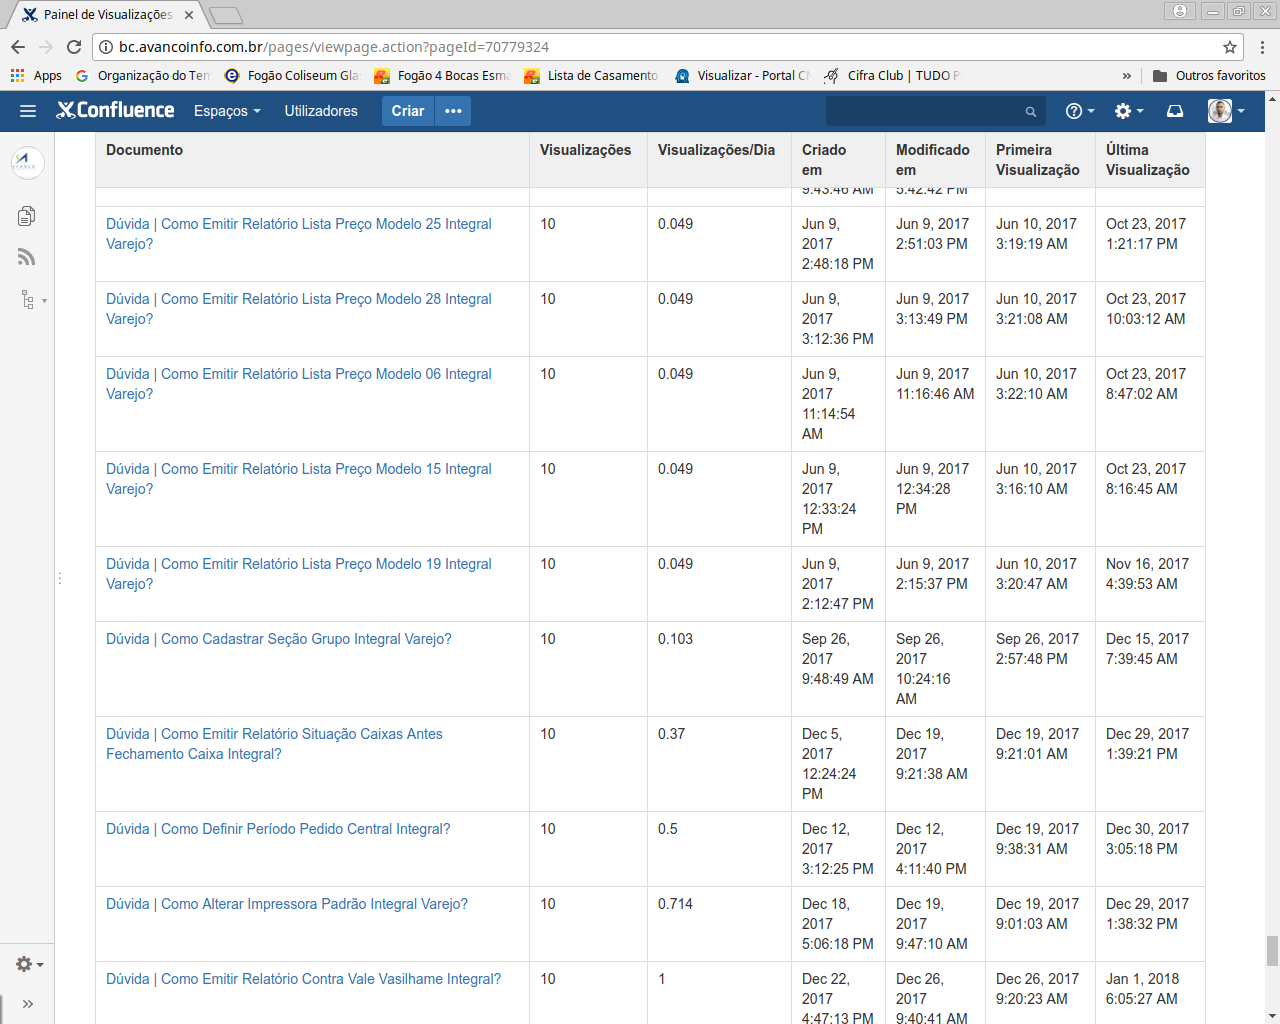 Painel de Visualizações
bc.avancoinfo.com.br/pages/viewpage.action?pageId=70779324
Apps
Organização do Ter
Fogão Coliseum Gla
Fogão 4 Bocas Esma
Lista de Casamento
Visualizar - Portal C
Cifra Club | TUDO P
»
Outros favoritos
Confluence
Espaços
Utilizadores
Criar
Documento Visualizações Visualizações/Dia Criado em Modificado em Primeira Visualização Última Visualização
9:43:46 AM 5:42:42 PM
Dúvida | Como Emitir Relatório Lista Preço Modelo 25 Integral 10 0.049 Jun 9, Jun 9, 2017 Jun 10, 2017 Oct 23, 2017
Varejo? 2017 2:51:03 PM 3:19:19 AM 1:21:17 PM
2:48:18 PM
Dúvida | Como Emitir Relatório Lista Preço Modelo 28 Integral 10 0.049 Jun 9, Jun 9, 2017 Jun 10, 2017 Oct 23, 2017
Varejo? 2017 3:13:49 PM 3:21:08 AM 10:03:12 AM
3:12:36 PM
Dúvida | Como Emitir Relatório Lista Preço Modelo 06 Integral 10 0.049 Jun 9, Jun 9, 2017 Jun 10, 2017 Oct 23, 2017
Varejo? 2017 11:16:46 AM 3:22:10 AM 8:47:02 AM
11:14:54
AM
Dúvida | Como Emitir Relatório Lista Preço Modelo 15 Integral 10 0.049 Jun 9, Jun 9, 2017 Jun 10, 2017 Oct 23, 2017
Varejo? 2017 12:34:28 3:16:10 AM 8:16:45 AM
12:33:24 PM
PM
Dúvida | Como Emitir Relatório Lista Preço Modelo 19 Integral 10 0.049 Jun 9, Jun 9, 2017 Jun 10, 2017 Nov 16, 2017
Varejo? 2017 2:15:37 PM 3:20:47 AM 4:39:53 AM
2:12:47 PM
Dúvida | Como Cadastrar Seção Grupo Integral Varejo? 10 0.103 Sep 26, Sep 26, Sep 26, 2017 Dec 15, 2017
2017 2017 2:57:48 PM 7:39:45 AM
9:48:49 AM 10:24:16
AM
Dúvida | Como Emitir Relatório Situação Caixas Antes 10 0.37 Dec 5, Dec 19, Dec 19, 2017 Dec 29, 2017
Fechamento Caixa Integral? 2017 2017 9:21:01 AM 1:39:21 PM
12:24:24 9:21:38 AM
PM
Dúvida | Como Definir Período Pedido Central Integral? 10 0.5 Dec 12, Dec 12, Dec 19, 2017 Dec 30, 2017
2017 2017 9:38:31 AM 3:05:18 PM
3:12:25 PM 4:11:40 PM
Dúvida | Como Alterar Impressora Padrão Integral Varejo? 10 0.714 Dec 18, Dec 19, Dec 19, 2017 Dec 29, 2017
2017 2017 9:01:03 AM 1:38:32 PM
5:06:18 PM 9:47:10 AM
Dúvida | Como Emitir Relatório Contra Vale Vasilhame Integral? 10 1 Dec 22, Dec 26, Dec 26, 2017 Jan 1, 2018
2017 2017 9:20:23 AM 6:05:27 AM
4:47:13 PM 9:40:41 AM